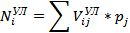 N_i^{УЛ} = ∑ V_{ij}^{УЛ} * p_j